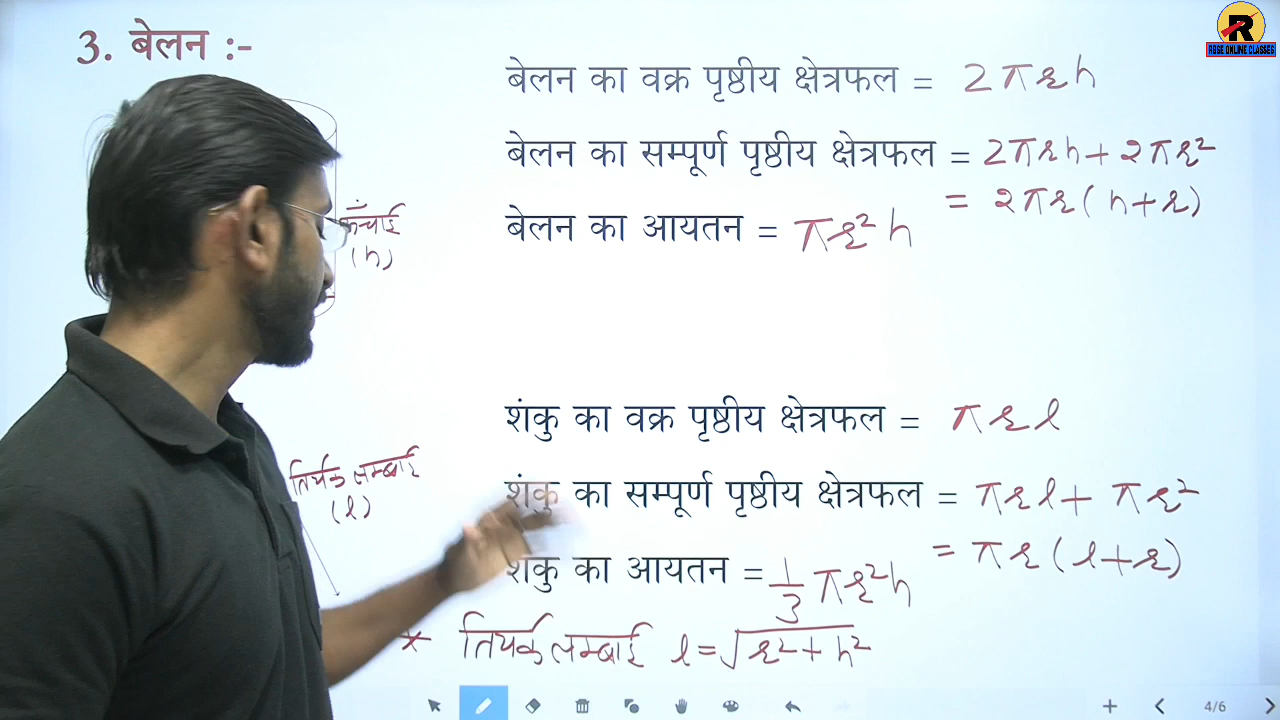 3. बेलन :-
R
RBGE ONLINE CLASSES
बेलन का वक्र पृष्ठीय क्षेत्रफल = 2πrh
बेलन का सम्पूर्ण पृष्ठीय क्षेत्रफल = 2πrh + 2πr²
= 2πr(h+r)
बेलन का आयतन = πr²h
ऊँचाई
(h)
शंकु का वक्र पृष्ठीय क्षेत्रफल = πrl
तिर्यक लम्बाई
(l)
शंकु का सम्पूर्ण पृष्ठीय क्षेत्रफल = πrl + πr²
= πr(l+r)
शंकु का आयतन = 1/3 πr²h
* तिर्यक लम्बाई l = √r²+h²
4/6